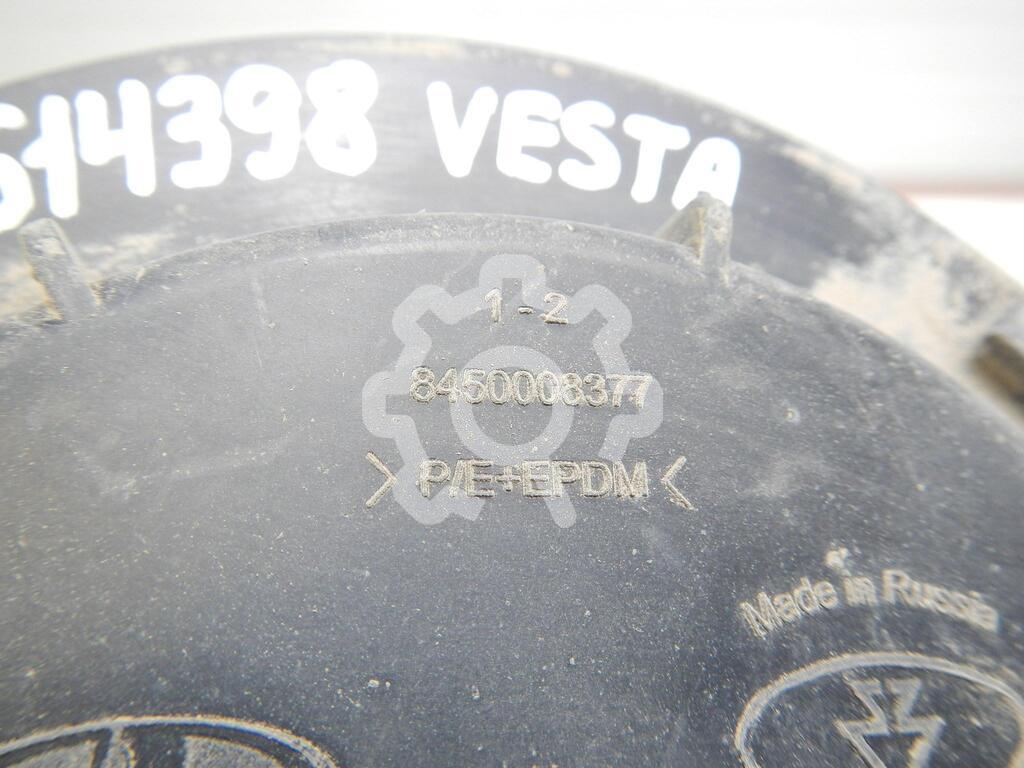 514398 VESTA
1-2
8450008377
>P/E+EPDM<
Made in Russia